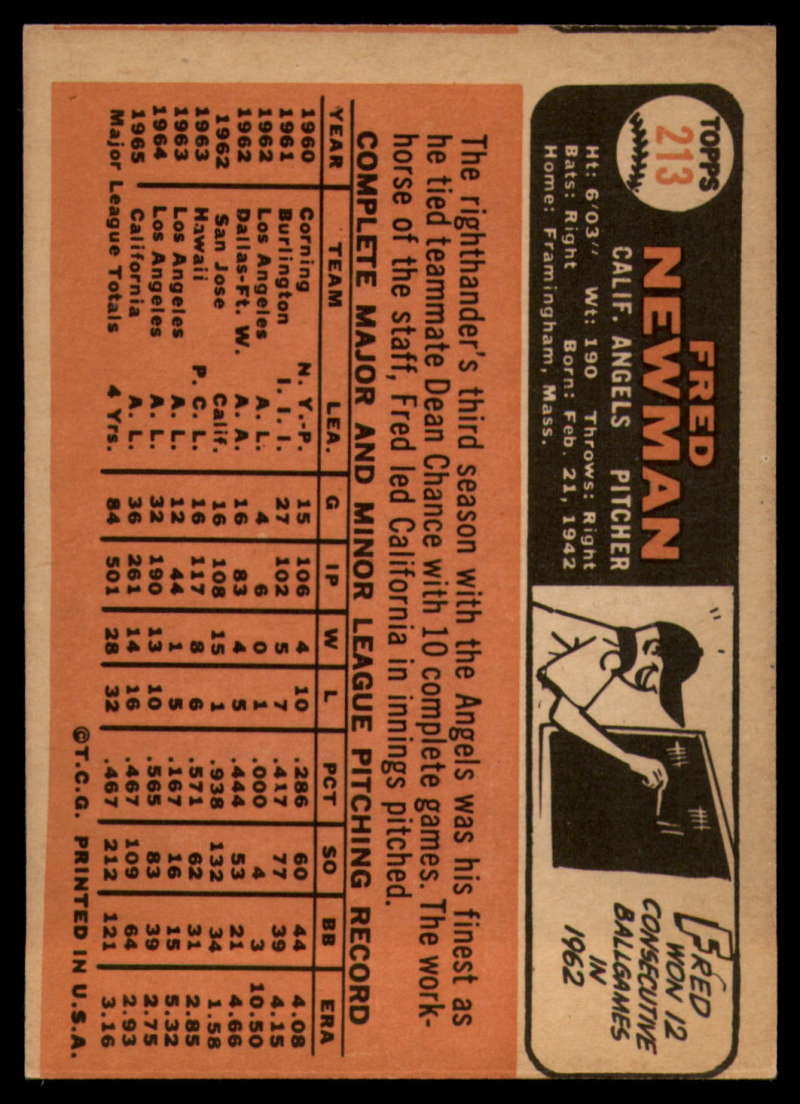 TOPPS
213
FRED
NEWMAN
CALIF. ANGELS PITCHER
Ht: 6'03" Wt: 190 Throws: Right
Bats: Right Born: Feb. 21, 1942
Home: Framingham, Mass.
FRED
WON 12
CONSECUTIVE
BALLGAMES
IN
1962
The righthander's third season with the Angels was his finest as
he tied teammate Dean Chance with 10 complete games. The work-
horse of the staff, Fred led California in innings pitched.
COMPLETE MAJOR AND MINOR LEAGUE PITCHING RECORD
YEAR TEAM LEA. G IP W L PCT SO BB ERA
1960 Corning N. Y.-P. 15 106 4 10 .286 60 44 4.08
1961 Burlington I. I. I. 27 102 5 7 .417 77 39 4.15
1962 Los Angeles A. L. 4 6 0 1 .000 4 3 10.50
1962 Dallas-Ft. W. A. A. 16 83 4 5 .444 53 21 4.66
1962 San Jose Calif. 16 108 15 1 .938 132 34 1.58
1963 Hawaii P. C. L. 16 117 8 6 .571 62 31 2.85
1963 Los Angeles A. L. 12 44 1 5 .167 16 15 5.32
1964 Los Angeles A. L. 32 190 13 10 .565 83 39 2.75
1965 California A. L. 36 261 14 16 .467 109 64 2.93
Major League Totals 4 Yrs. 84 501 28 32 .467 212 121 3.16
©T.C.G. PRINTED IN U.S.A.